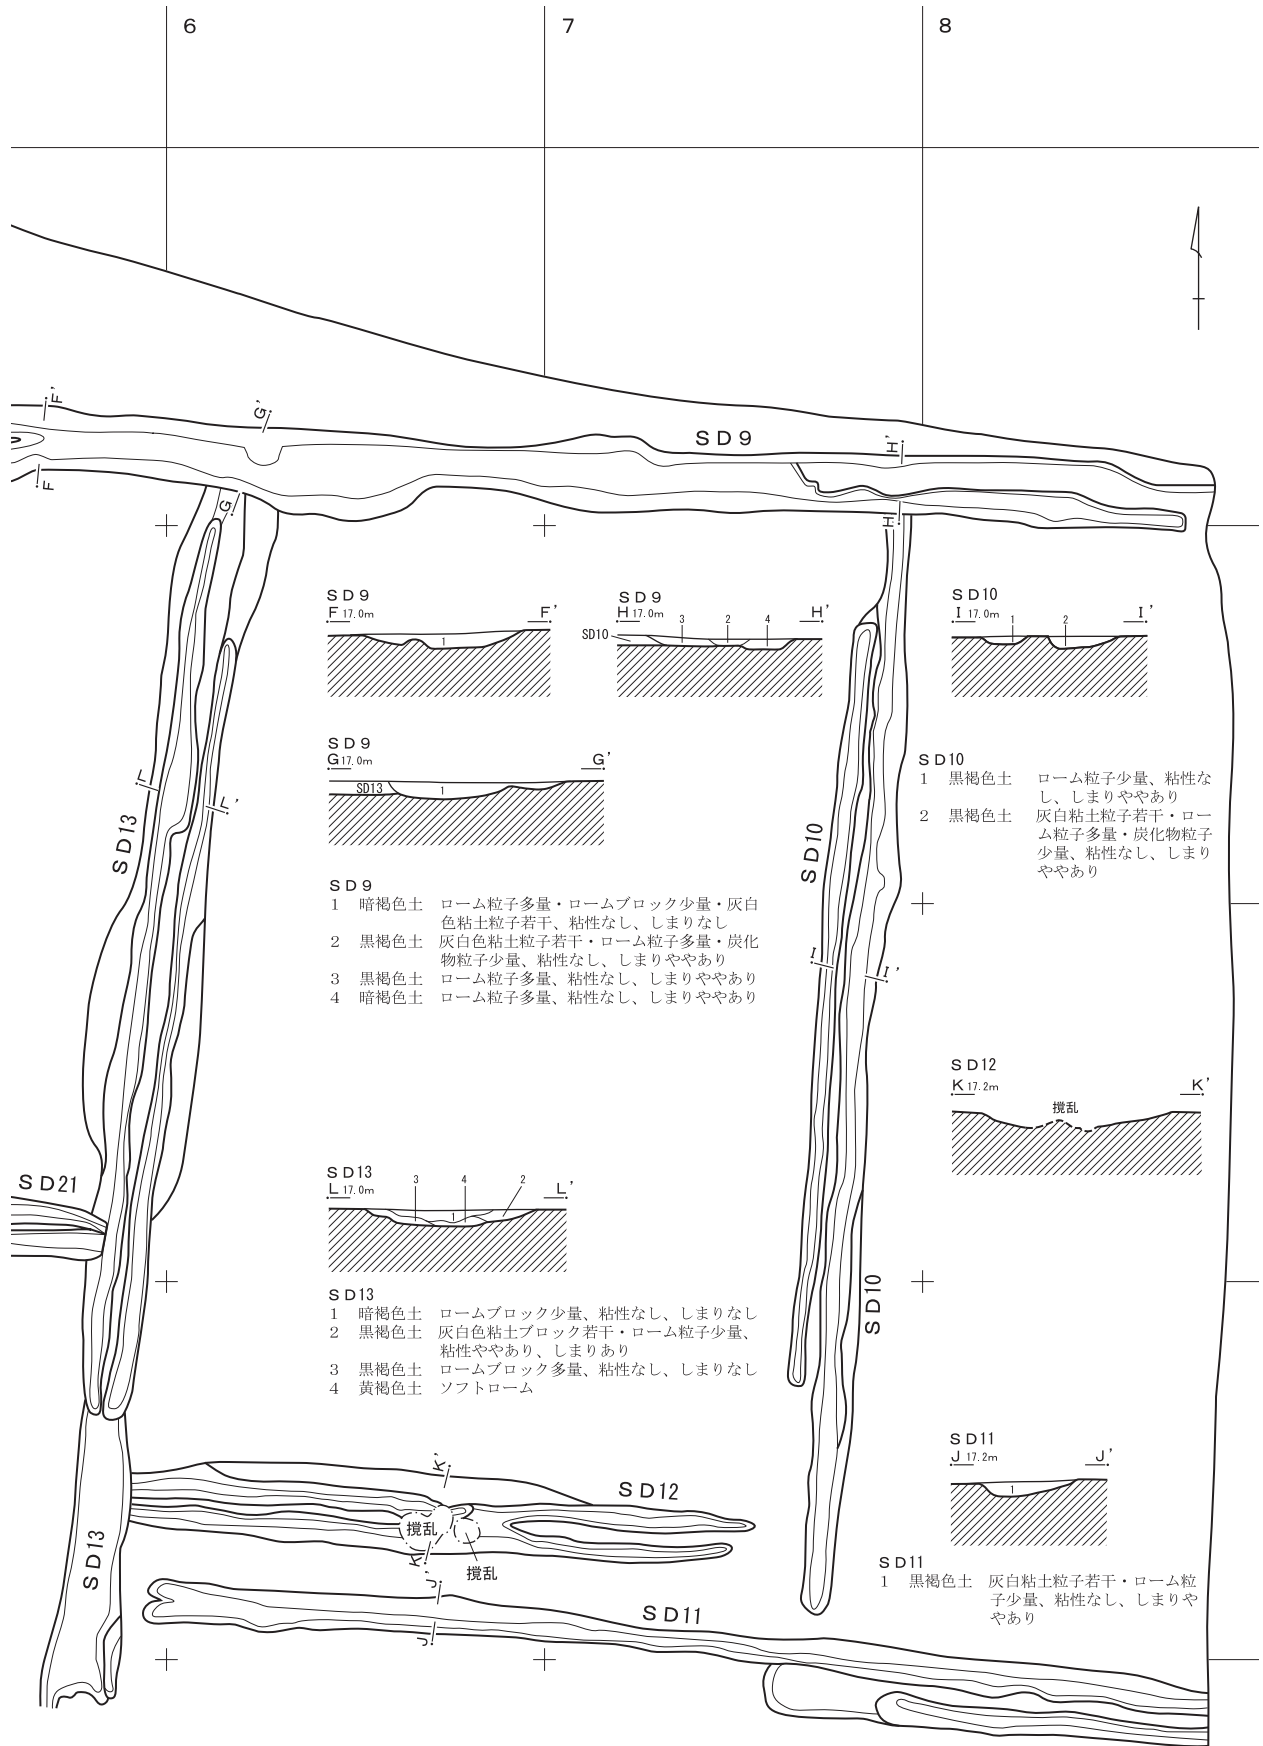 6
7
8
F'
G'
SD9
H'
F
G
H
SD9
F 17.0m
F'
1
SD9
H 17.0m
3
2
4
H'
SD10
SD10
I 17.0m
1
2
I'
SD9
G 17.0m
G'
SD13
1
L
L'
SD13
SD10
SD10
1 黒褐色土 ローム粒子少量、粘性な
し、しまりややあり
2 黒褐色土 灰白粘土粒子若干・ロー
ム粒子多量・炭化物粒子
少量、粘性なし、しまり
ややあり
SD9
1 暗褐色土 ローム粒子多量・ロームブロック少量・灰白
色粘土粒子若干、粘性なし、しまりなし
2 黒褐色土 灰白色粘土粒子若干・ローム粒子多量・炭化
物粒子少量、粘性なし、しまりややあり
3 黒褐色土 ローム粒子多量、粘性なし、しまりややあり
4 暗褐色土 ローム粒子多量、粘性なし、しまりややあり
I
I'
SD12
K 17.2m
K'
撹乱
SD21
SD13
L 17.0m
3
4
2
L'
1
SD10
SD13
1 暗褐色土 ロームブロック少量、粘性なし、しまりなし
2 黒褐色土 灰白色粘土ブロック若干・ローム粒子少量、
粘性ややあり、しまりあり
3 黒褐色土 ロームブロック多量、粘性なし、しまりなし
4 黄褐色土 ソフトローム
SD11
J 17.2m
J'
1
K'
SD12
撹乱
K
撹乱
SD13
J'
SD11
J
SD11
1 黒褐色土 灰白粘土粒子若干・ローム粒
子少量、粘性なし、しまりや
やあり